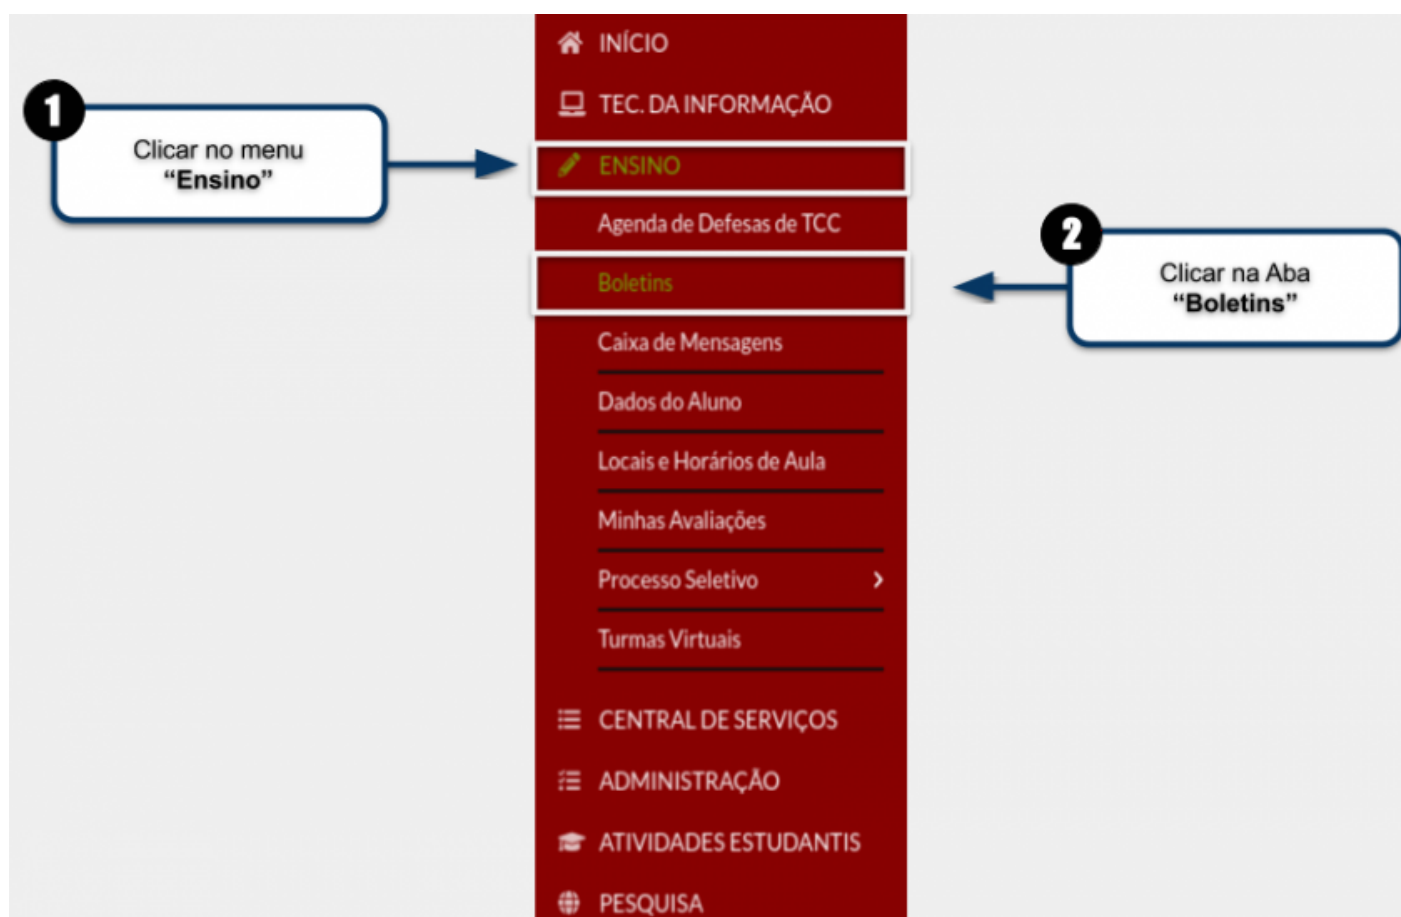 INÍCIO
TEC. DA INFORMAÇÃO
1
Clicar no menu
“Ensino”
ENSINO
Agenda de Defesas de TCC
2
Clicar na Aba
“Boletins”
Boletins
Caixa de Mensagens
Dados do Aluno
Locais e Horários de Aula
Minhas Avaliações
Processo Seletivo
Turmas Virtuais
CENTRAL DE SERVIÇOS
ADMINISTRAÇÃO
ATIVIDADES ESTUDANTIS
PESQUISA